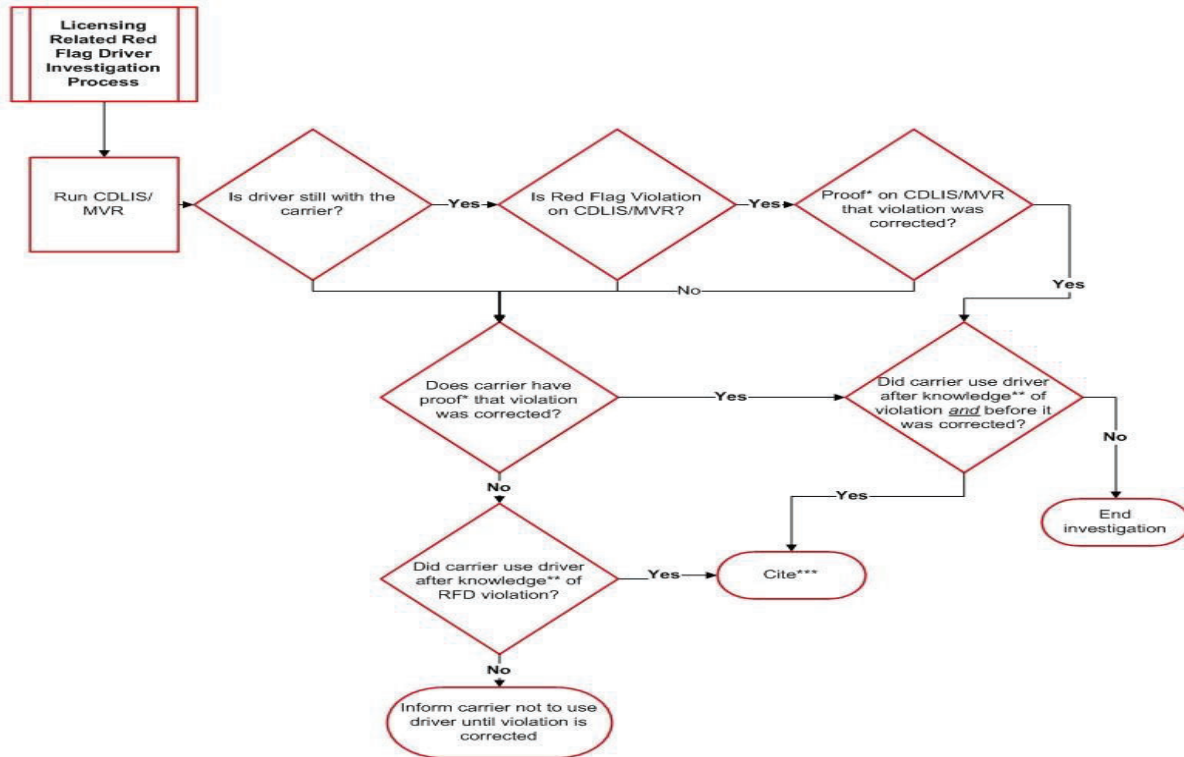 Licensing
Related Red
Flag Driver
Investigation
Process
Run CDLIS/
MVR
Is driver still with the
carrier?
Yes
Is Red Flag Violation
on CDLIS/MVR?
Yes
Proof* on CDLIS/MVR
that violation was
corrected?
No
Yes
Does carrier have
proof* that violation
was corrected?
Yes
Did carrier use driver
after knowledge** of
violation and before it
was corrected?
No
No
Yes
End
investigation
Did carrier use driver
after knowledge** of
RFD violation?
Yes
Cite***
No
Inform carrier not to use
driver until violation is
corrected